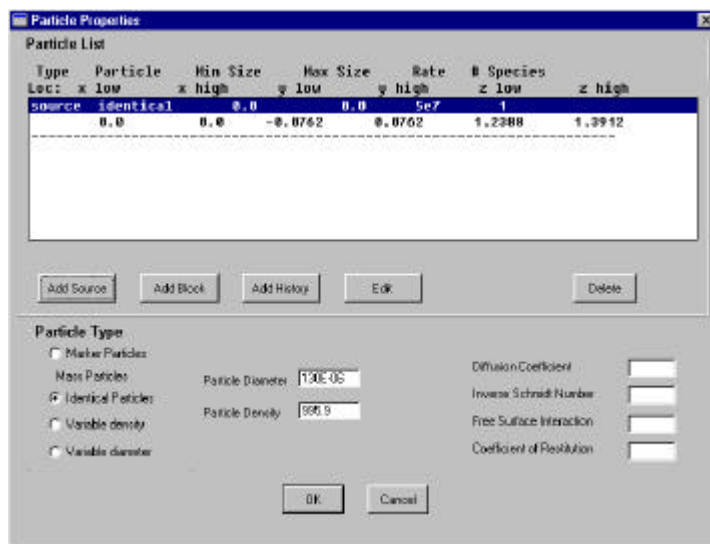 Particle Properties
Particle List
Type Particle Min Size Max Size Rate # Species
Loc: x low x high y low y high z low z high
source identical 0.0 0.0 5e7 1
0.0 0.0 -0.0762 0.0762 1.2388 1.3912
Add Source Add Block Add History Edit Delete
Particle Type
Marker Particles
Mass Particles
Identical Particles
Variable density
Variable diameter
Particle Diameter 130E-06
Particle Density 995.9
Diffusion Coefficient
Inverse Schmidt Number
Free Surface Interaction
Coefficient of Restitution
OK Cancel